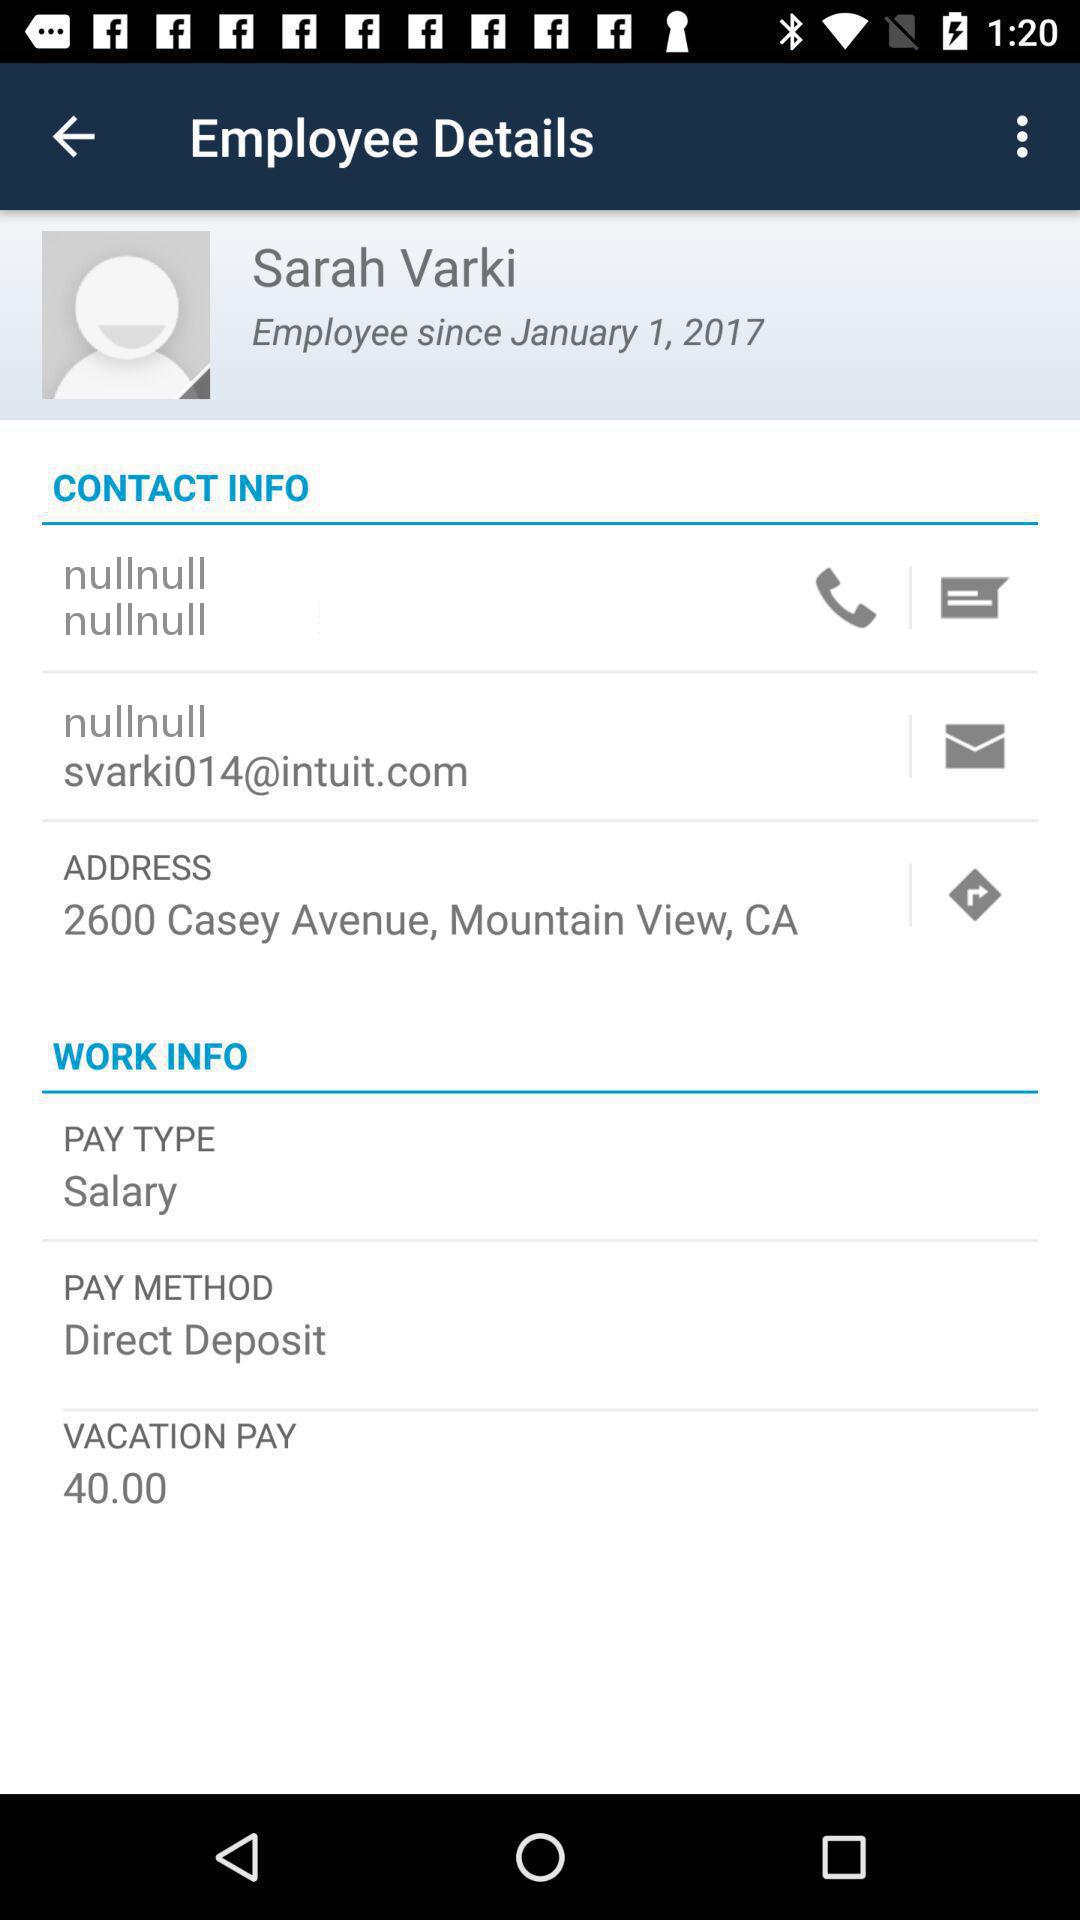 1:20
Employee Details
Sarah Varki
Employee since January 1, 2017
CONTACT INFO
nullnull
nullnull
nullnull
svarki014@intuit.com
ADDRESS
2600 Casey Avenue, Mountain View, CA
WORK INFO
PAY TYPE
Salary
PAY METHOD
Direct Deposit
VACATION PAY
40.00